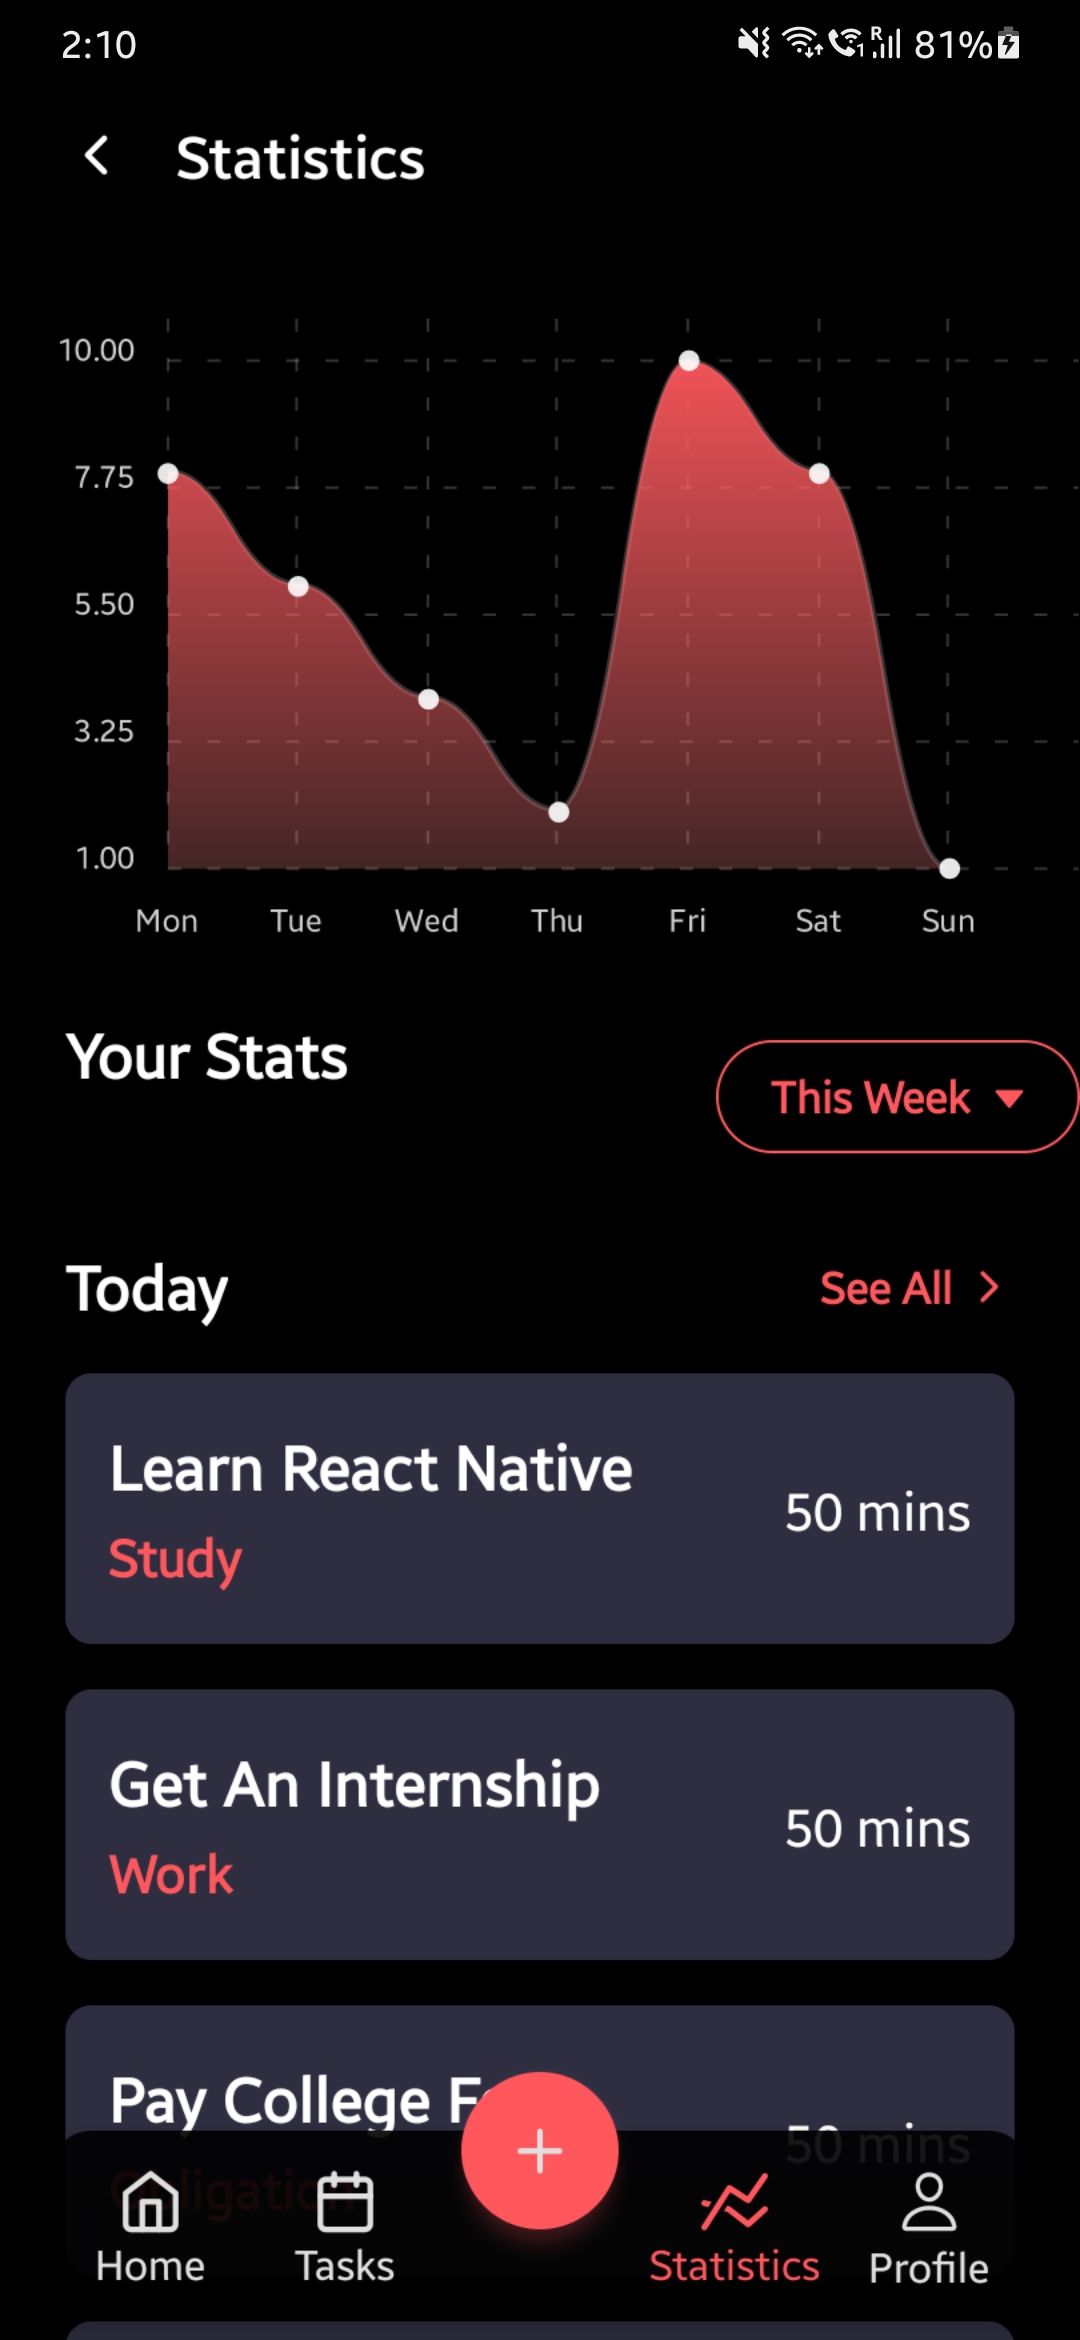 2:10 R 1 81%
Statistics
10.00
7.75
5.50
3.25
1.00
Mon Tue Wed Thu Fri Sat Sun
Your Stats
This Week
Today
See All
Learn React Native
50 mins
Study
Get An Internship
50 mins
Work
Pay College
50 mins
Home Tasks Statistics Profile